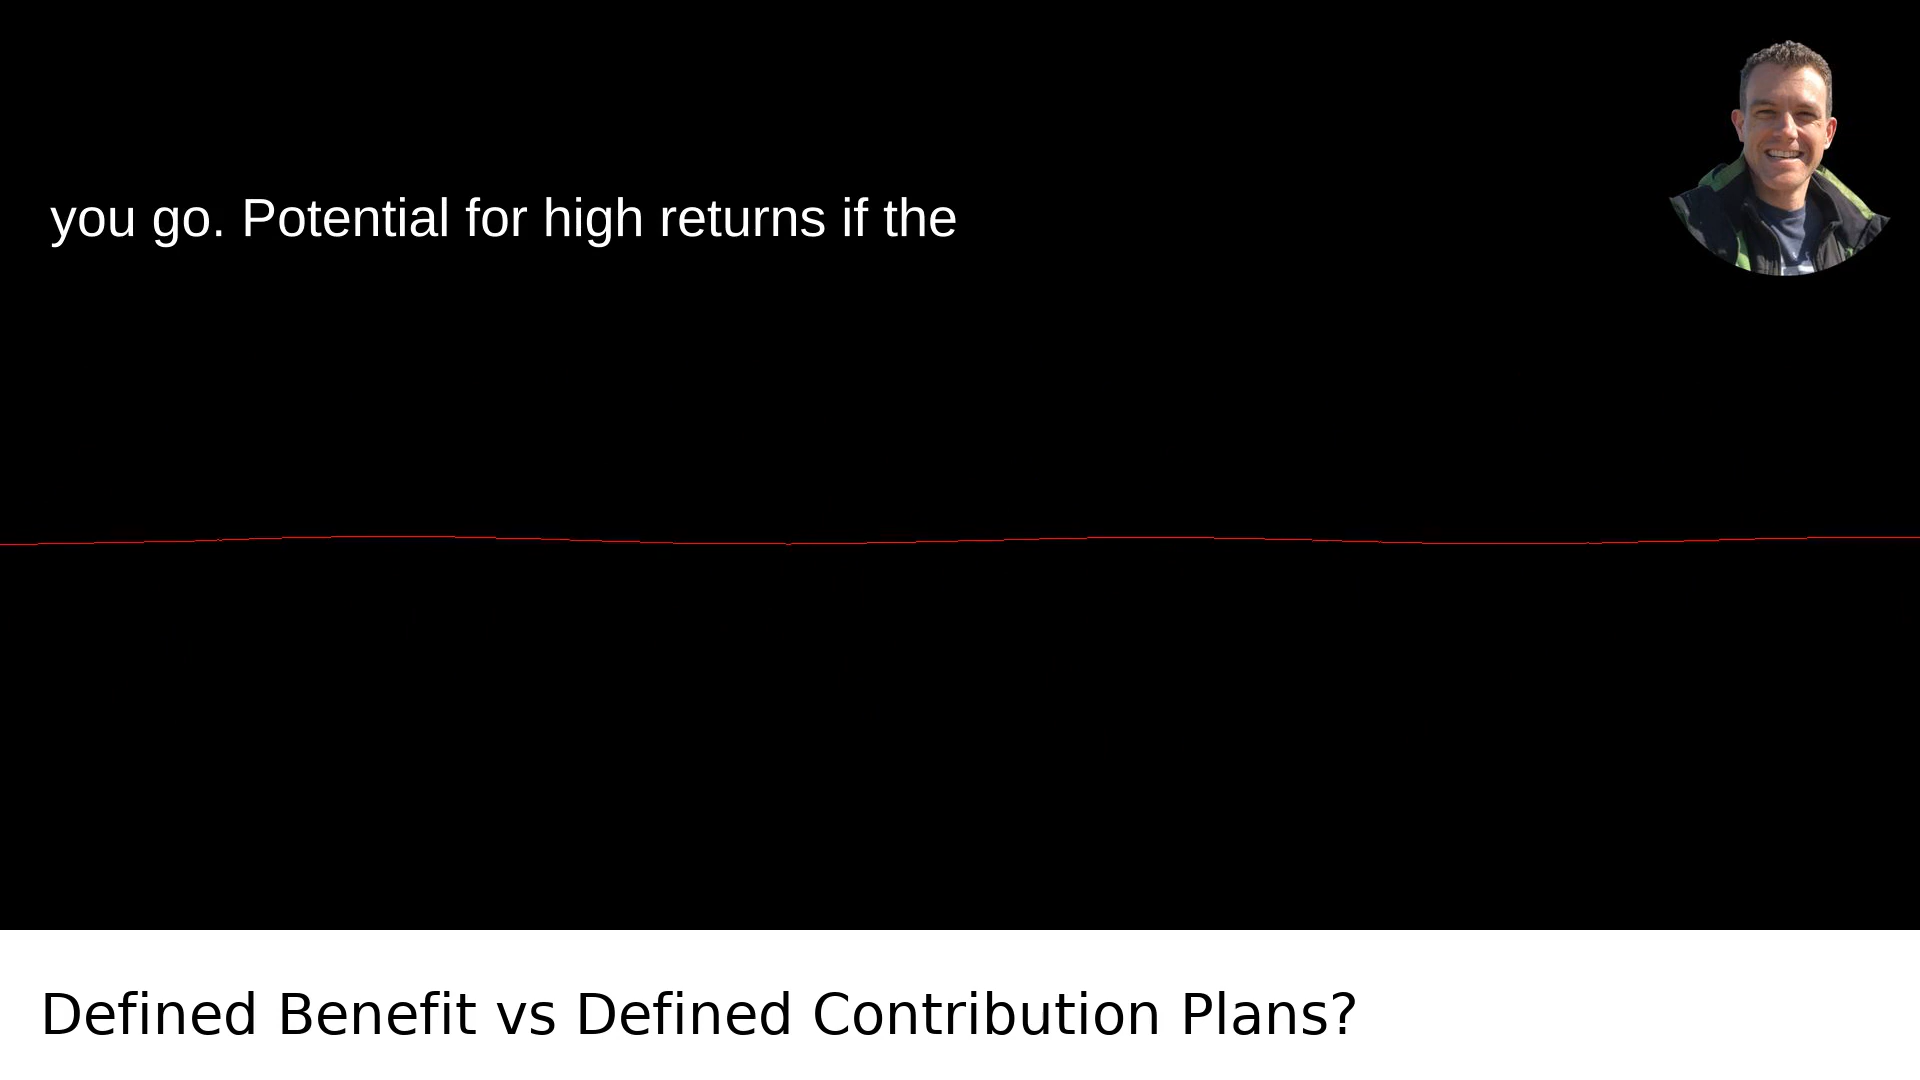 you go. Potential for high returns if the
Defined Benefit vs Defined Contribution Plans?